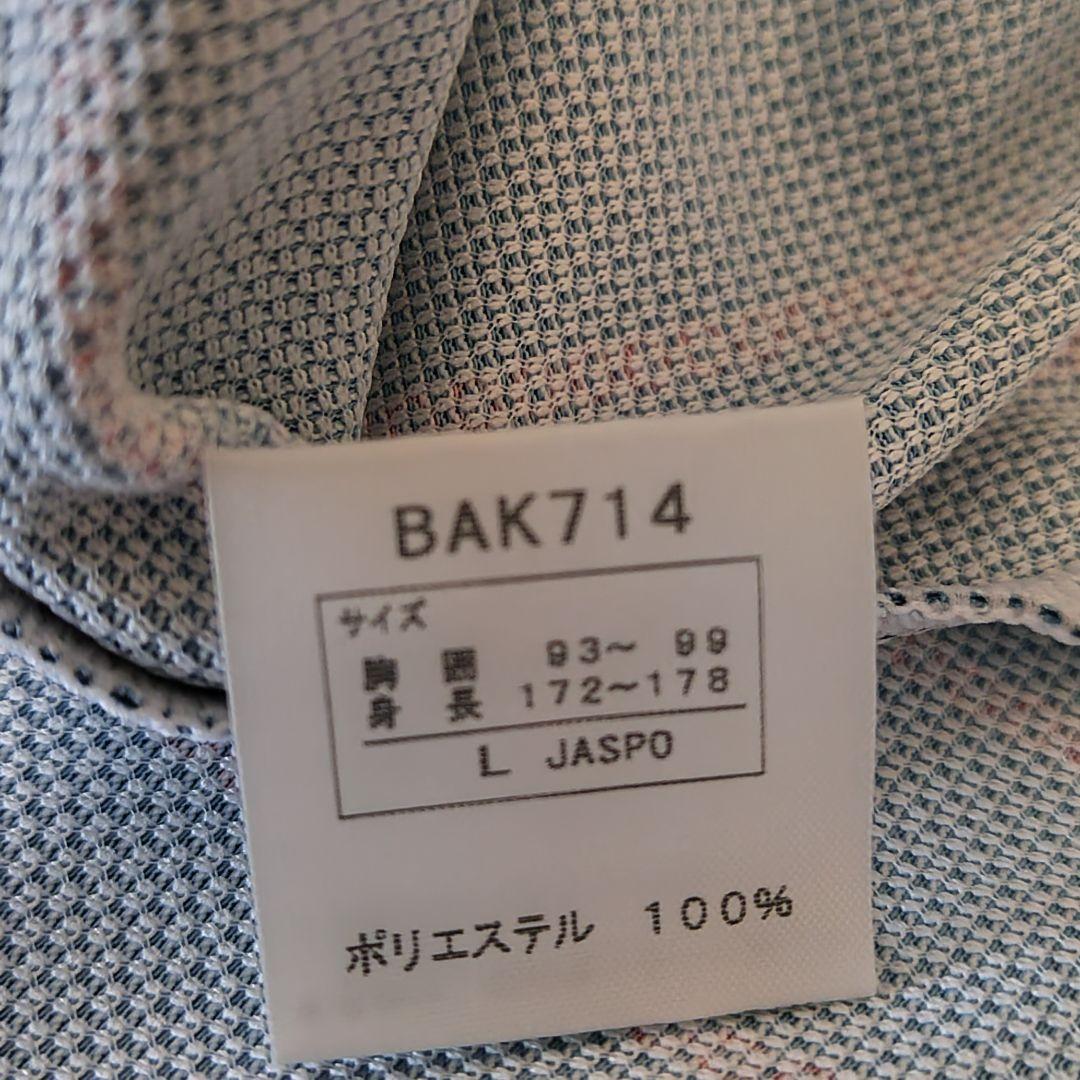 BAK714
サイズ
胸 囲 93～ 99
身 長 172～178
L JASPO
ポリエステル 100%